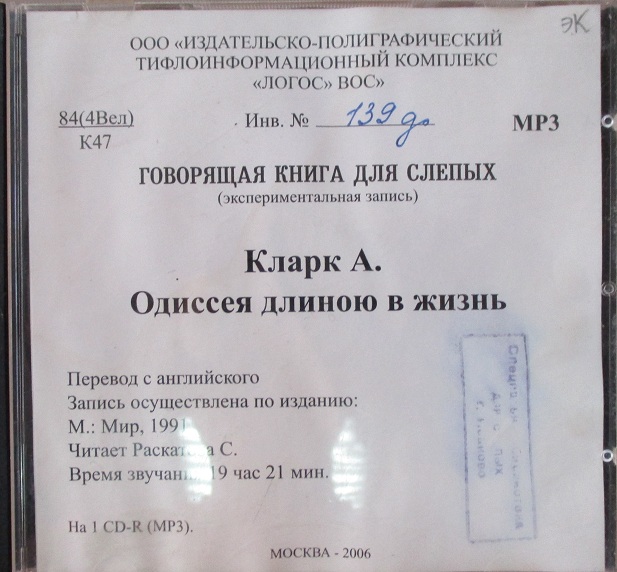 ЭК
ООО «ИЗДАТЕЛЬСКО-ПОЛИГРАФИЧЕСКИЙ
ТИФЛОИНФОРМАЦИОННЫЙ КОМПЛЕКС
«ЛОГОС» ВОС»
84(4Вел)
К47
Инв. № 139 до
MP3
ГОВОРЯЩАЯ КНИГА ДЛЯ СЛЕПЫХ
(экспериментальная запись)
Кларк А.
Одиссея длиною в жизнь
Перевод с английского
Запись осуществлена по изданию:
М.: Мир, 1991
Читает С.
Время 19 час 21 мин.
На 1 CD-R (MP3).
МОСКВА - 2006